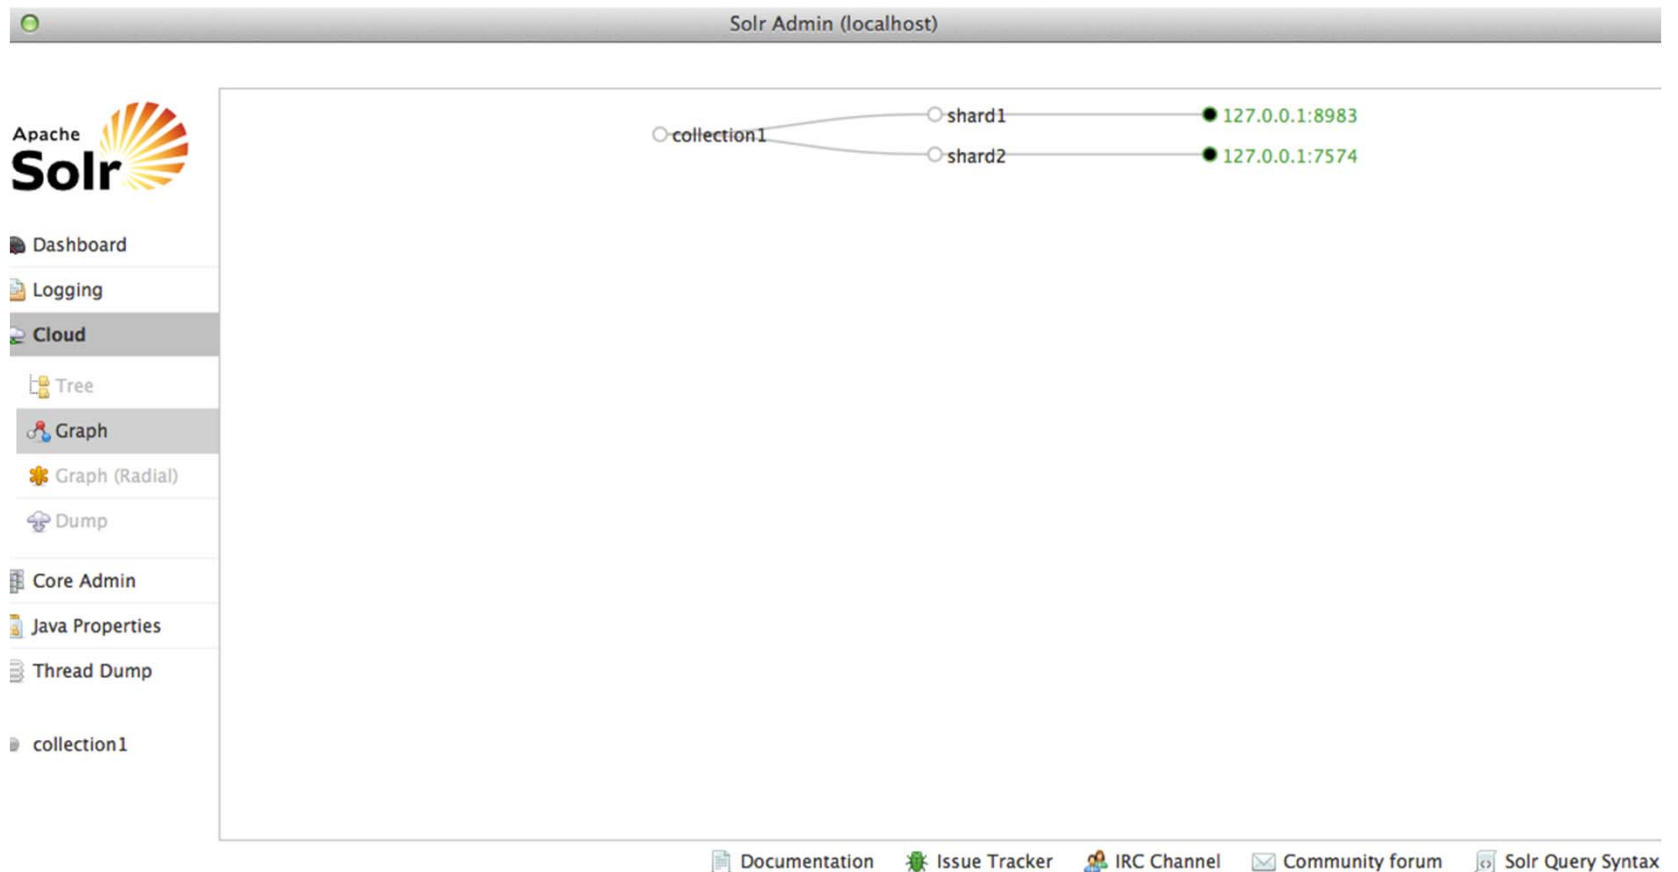 Solr Admin (localhost)
Apache
Solr
Dashboard
Logging
Cloud
Tree
Graph
Graph (Radial)
Dump
Core Admin
Java Properties
Thread Dump
collection1
collection1
shard1
127.0.0.1:8983
shard2
127.0.0.1:7574
Documentation Issue Tracker IRC Channel Community forum Solr Query Syntax